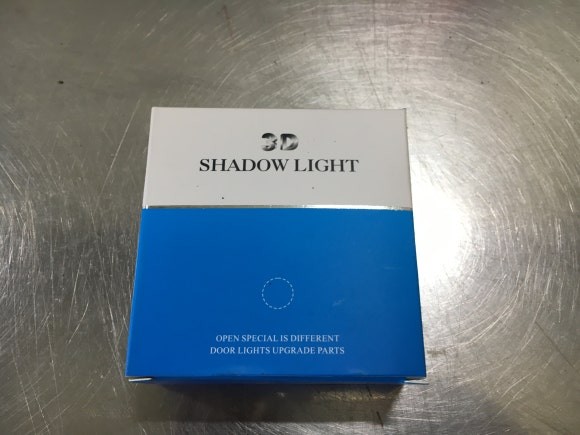 3D
SHADOW LIGHT
OPEN SPECIAL IS DIFFERENT
DOOR LIGHTS UPGRADE PARTS